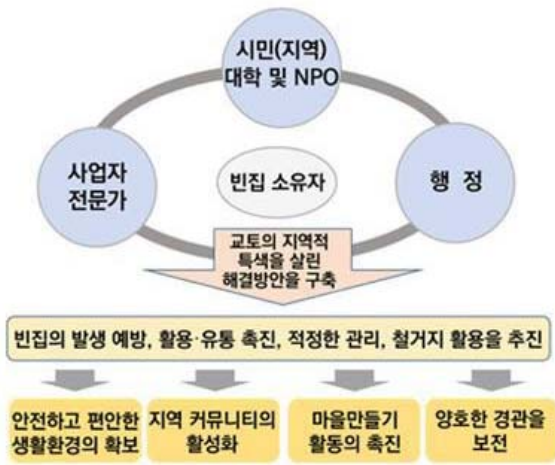 시민(지역)
대학 및 NPO
사업자
전문가
빈집 소유자
행 정
교토의 지역적
특색을 살린
해결방안을 구축
빈집의 발생 예방, 활용·유통 촉진, 적정한 관리, 철거지 활용을 추진
안전하고 편안한
생활환경의 확보
지역 커뮤니티의
활성화
마을만들기
활동의 촉진
양호한 경관을
보전